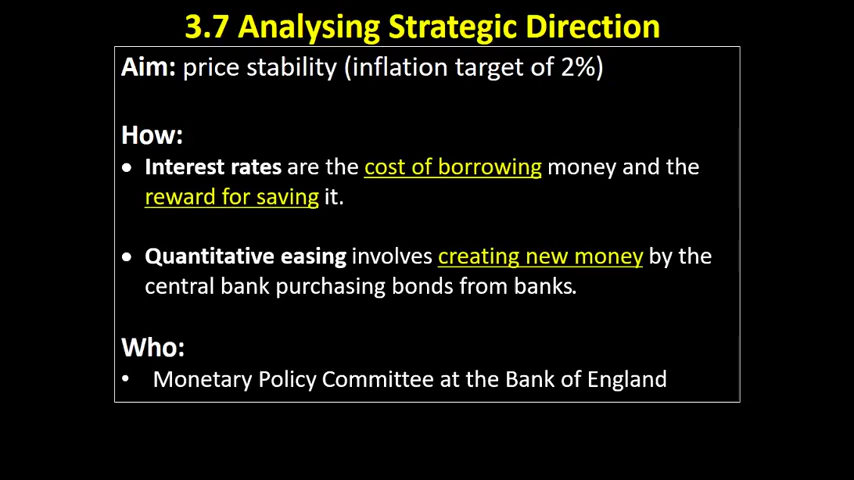 3.7 Analysing Strategic Direction
Aim: price stability (inflation target of 2%)
How:
• Interest rates are the cost of borrowing money and the
reward for saving it.
• Quantitative easing involves creating new money by the
central bank purchasing bonds from banks.
Who:
• Monetary Policy Committee at the Bank of England